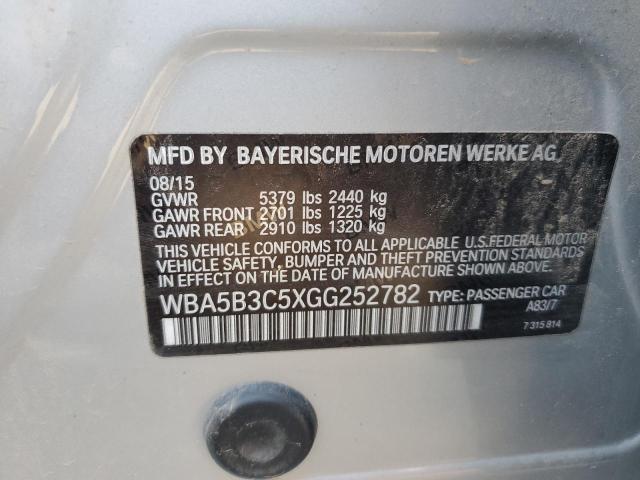 MFD BY BAYERISCHE MOTOREN WERKE AG
08/15
GVWR 5379 lbs 2440 kg
GAWR FRONT 2701 lbs 1225 kg
GAWR REAR 2910 lbs 1320 kg
THIS VEHICLE CONFORMS TO ALL APPLICABLE U.S.FEDERAL MOTOR
VEHICLE SAFETY, BUMPER AND THEFT PREVENTION STANDARDS
IN EFFECT ON THE DATE OF MANUFACTURE SHOWN ABOVE.
WBA5B3C5XGG252782 TYPE: PASSENGER CAR
A83/7
7 315 814